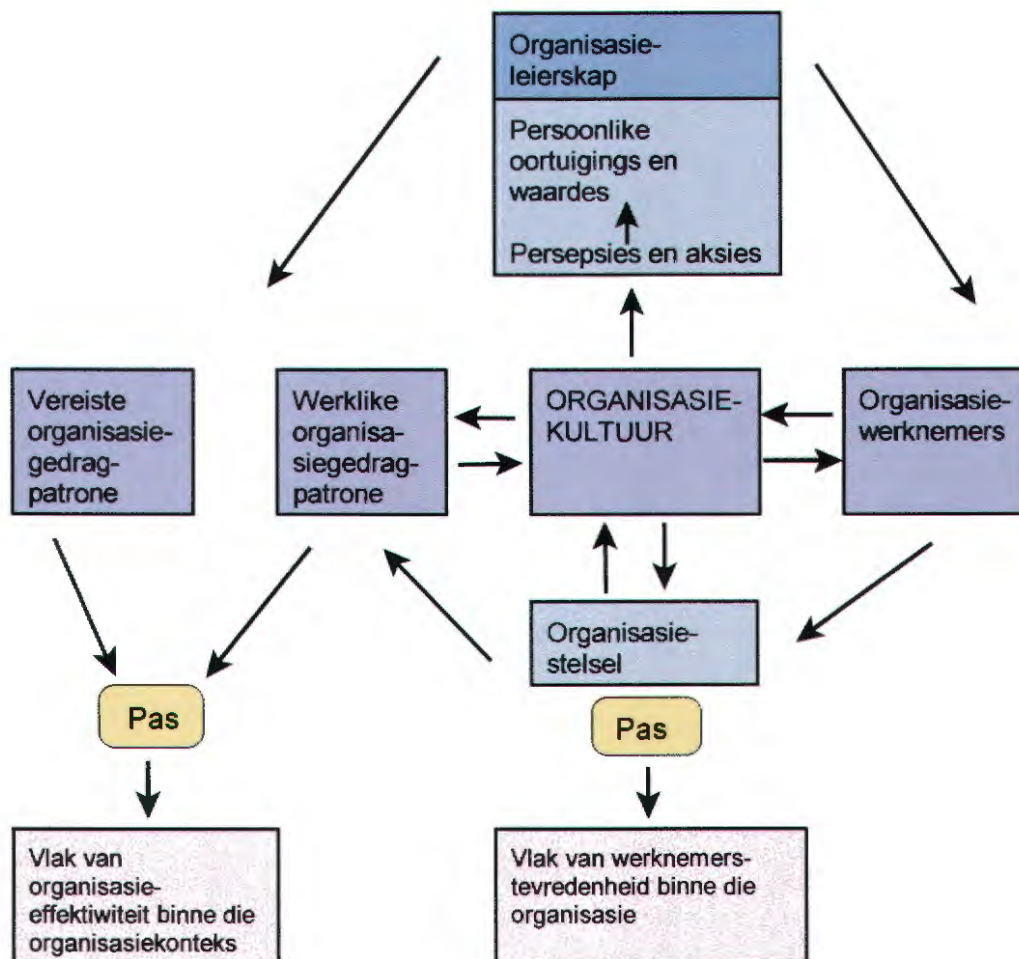 Organisasie-
leierskap
Persoonlike
oortuigings en
waardes
Persepsies en aksies
Vereiste
organisasie-
gedrag-
patrone
Werklike
organisa-
siegedrag-
patrone
ORGANISASIE-
KULTUUR
Organisasie-
werknemers
Organisasie-
stelsel
Pas
Pas
Vlak van
organisasie-
effektiwiteit binne die
organisasiekonteks
Vlak van werknemers-
tevredenheid binne die
organisasie